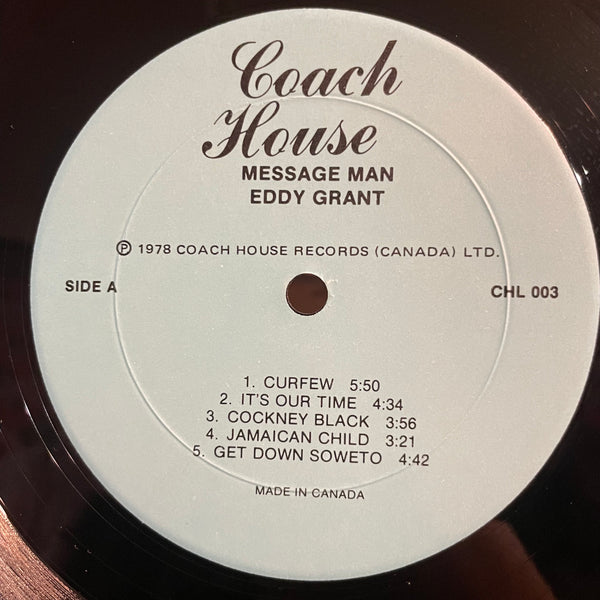 Coach
House
MESSAGE MAN
EDDY GRANT
℗ 1978 COACH HOUSE RECORDS (CANADA) LTD.
SIDE A
CHL 003
1. CURFEW 5:50
2. IT'S OUR TIME 4:34
3. COCKNEY BLACK 3:56
4. JAMAICAN CHILD 3:21
5. GET DOWN SOWETO 4:42
MADE IN CANADA